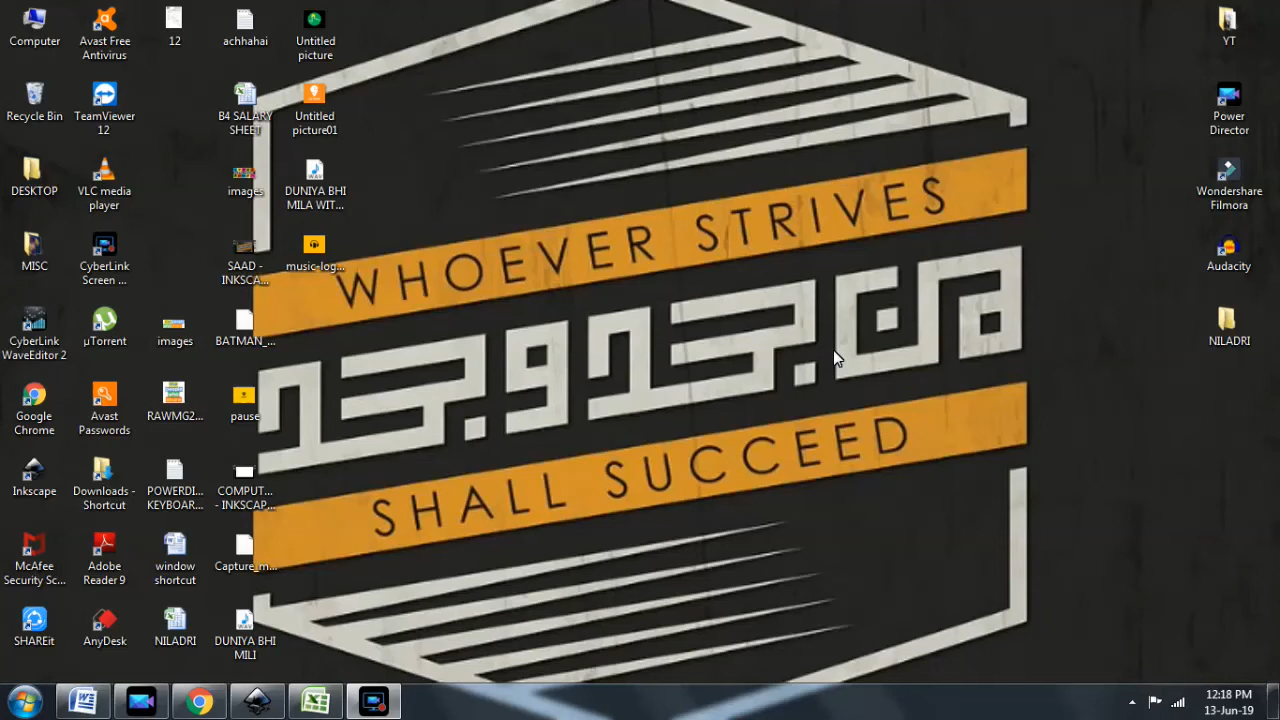 Computer
Avast Free
Antivirus
12
achhahai
Untitled
picture
YT
Recycle Bin
TeamViewer
12
B4 SALARY
SHEET
Untitled
picture01
Power
Director
DESKTOP
VLC media
player
images
DUNIYA BHI
MILA WIT...
Wondershare
Filmora
MISC
CyberLink
Screen ...
SAAD -
INKSCA...
music-log...
Audacity
CyberLink
WaveEditor 2
µTorrent
images
BATMAN_...
NILADRI
Google
Chrome
Avast
Passwords
RAWMG2...
pause
Inkscape
Downloads -
Shortcut
POWERDI...
KEYBOAR...
COMPUT...
- INKSCAP...
McAfee
Security Sc...
Adobe
Reader 9
window
shortcut
Capture_m...
SHAREit
AnyDesk
NILADRI
DUNIYA BHI
MILI
WHOEVER STRIVES
من جد وجد
SHALL SUCCEED
12:18 PM
13-Jun-19